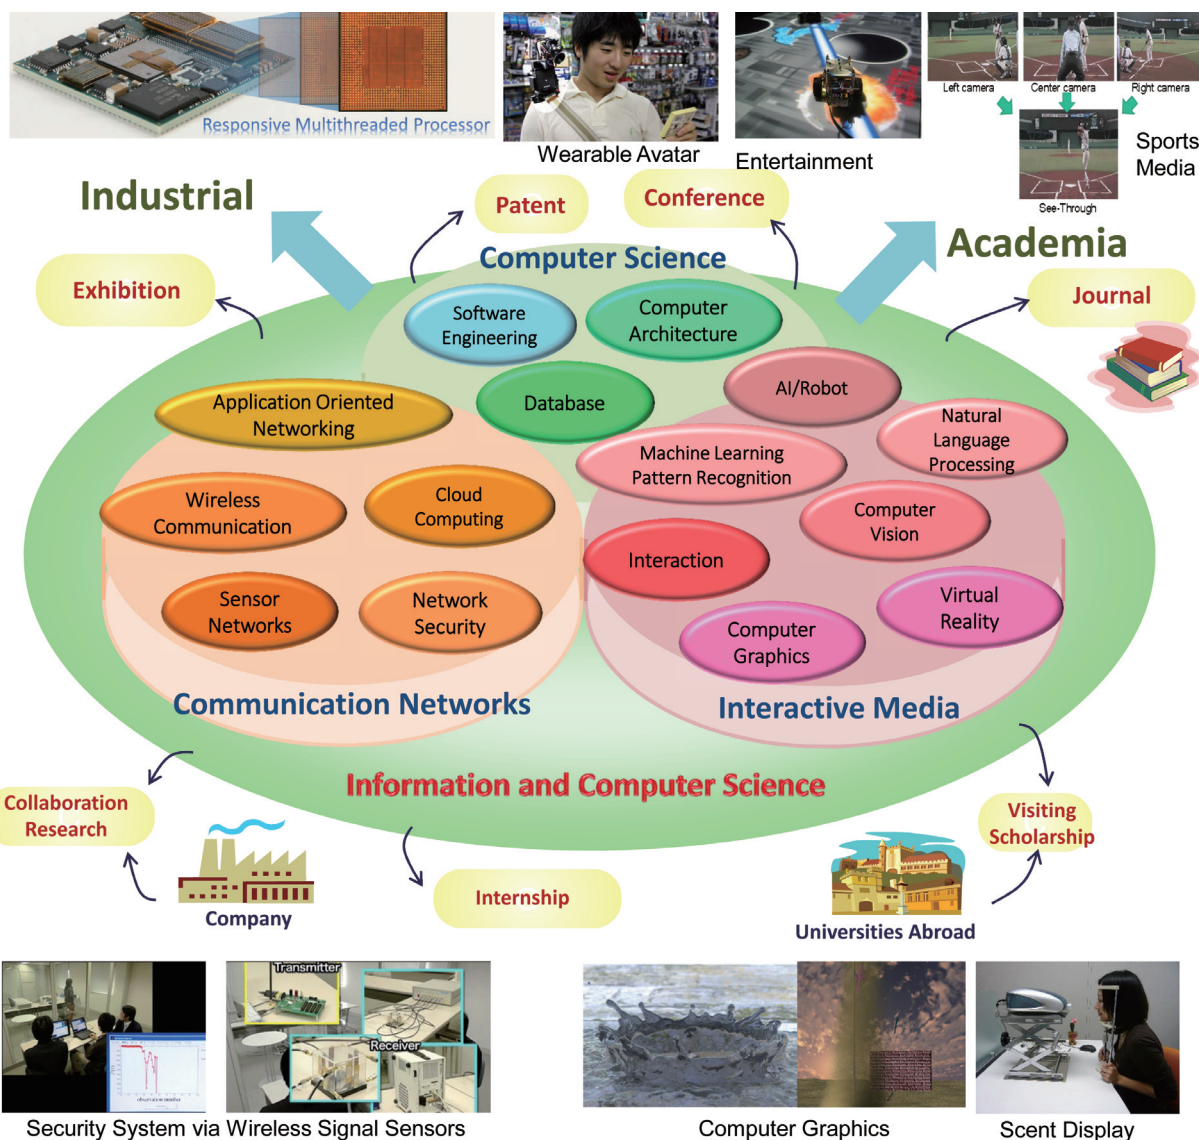 Responsive Multithreaded Processor
Wearable Avatar
Entertainment
Left camera
Center camera
Right camera
Sports
Media
See-Through
Industrial
Patent
Conference
Academia
Computer Science
Exhibition
Journal
Software
Engineering
Computer
Architecture
Application Oriented
Networking
Database
AI/Robot
Natural
Language
Processing
Machine Learning
Pattern Recognition
Wireless
Communication
Cloud
Computing
Computer
Vision
Interaction
Sensor
Networks
Network
Security
Virtual
Reality
Computer
Graphics
Communication Networks
Interactive Media
Information and Computer Science
Collaboration
Research
Visiting
Scholarship
Company
Internship
Universities Abroad
Transmitter
Receiver
observation number
Security System via Wireless Signal Sensors
Computer Graphics
Scent Display